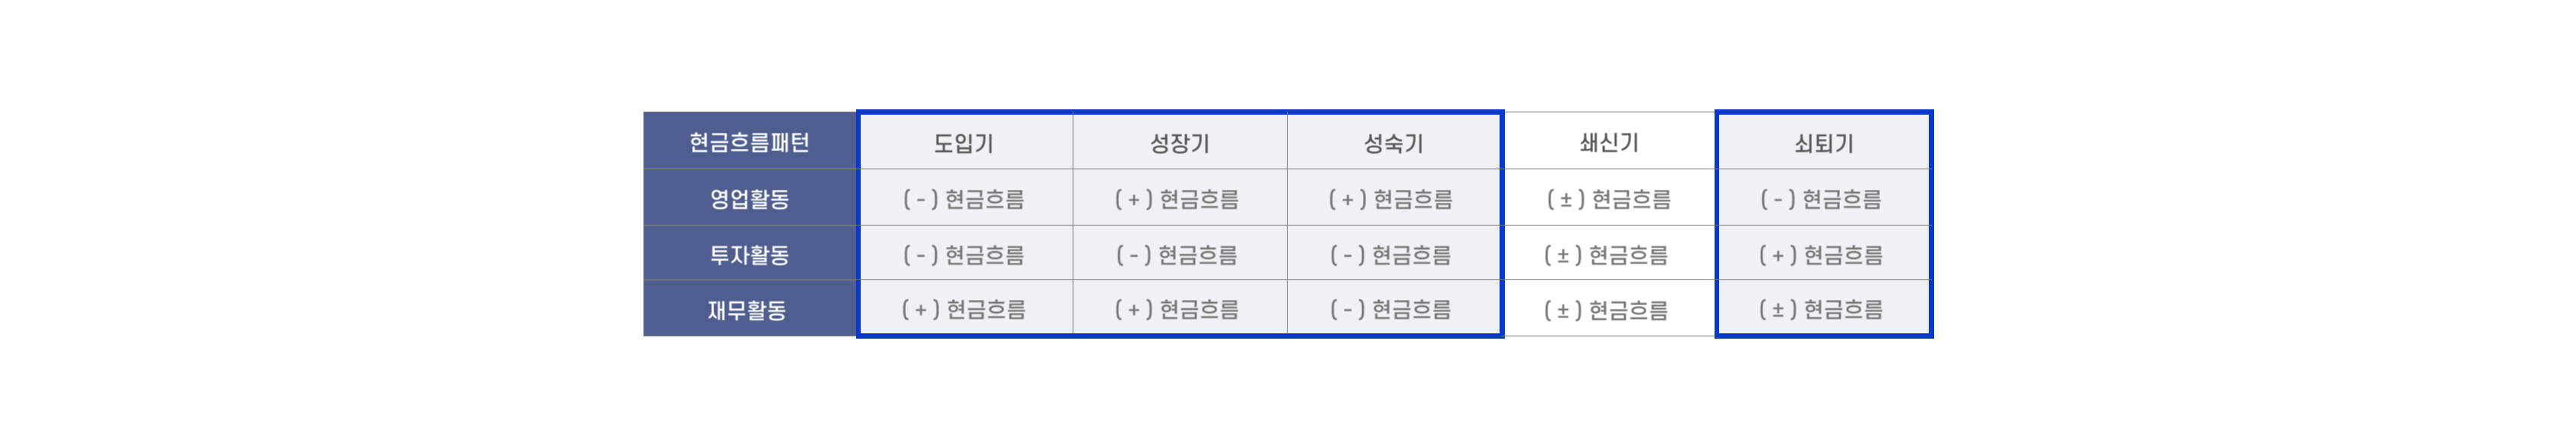 현금흐름패턴 도입기 성장기 성숙기 쇄신기 쇠퇴기
영업활동 ( - ) 현금흐름 ( + ) 현금흐름 ( + ) 현금흐름 ( ± ) 현금흐름 ( - ) 현금흐름
투자활동 ( - ) 현금흐름 ( - ) 현금흐름 ( - ) 현금흐름 ( ± ) 현금흐름 ( + ) 현금흐름
재무활동 ( + ) 현금흐름 ( + ) 현금흐름 ( - ) 현금흐름 ( ± ) 현금흐름 ( ± ) 현금흐름